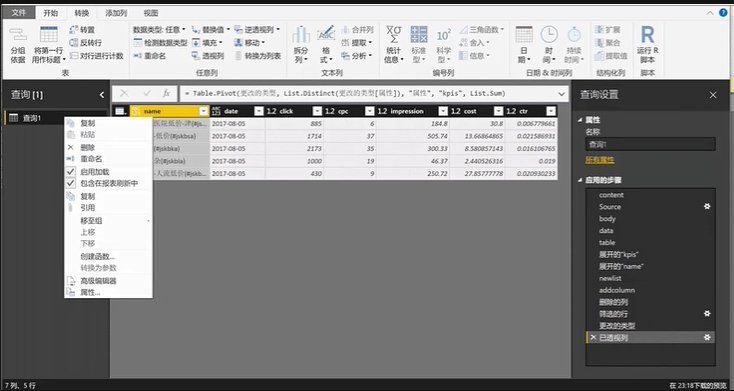 文件 开始 转换 添加列 视图
分组依据 将第一行用作标题 转置 反转行 对行进行计数
表
数据类型: 任意 检测数据类型 重命名 替换值 填充 透视列 逆透视列 移动 转换为列表
任意列
拆分列 格式 合并列 提取 分析
文本列
统计信息 标准型 科学型 10² 三角函数 舍入 信息
编号列
日期 时间 持续时间
日期 & 时间列
扩展 聚合 提取值
结构化列
运行 R 脚本
脚本
查询 [1]
查询1
= Table.Pivot(更改的类型, List.Distinct(更改的类型[属性]), "属性", "kpis", List.Sum)
name date 1.2 click 1.2 cpc 1.2 impression 1.2 cost 1.2 ctr
2017-08-05 885 6 184.8 30.8 0.006779661
-低价(#jskbsa) 2017-08-05 1714 37 505.74 13.66864865 0.021586931
2017-08-05 2173 35 300.33 8.580857143 0.016106765
2017-08-05 1000 19 46.37 2.440526316 0.019
2017-08-05 430 9 250.72 27.85777778 0.020930233
复制
粘贴
删除
重命名
启用加载
包含在报表刷新中
复制
引用
移至组
上移
下移
创建函数...
转换为参数
高级编辑器
属性...
查询设置
属性
名称
查询1
所有属性
应用的步骤
content
Source
body
data
table
展开的"kpis"
展开的"name"
newlist
addcolumn
删除的列
筛选的行
更改的类型
已透视列
7 列、5 行
在 23:18下载的预览